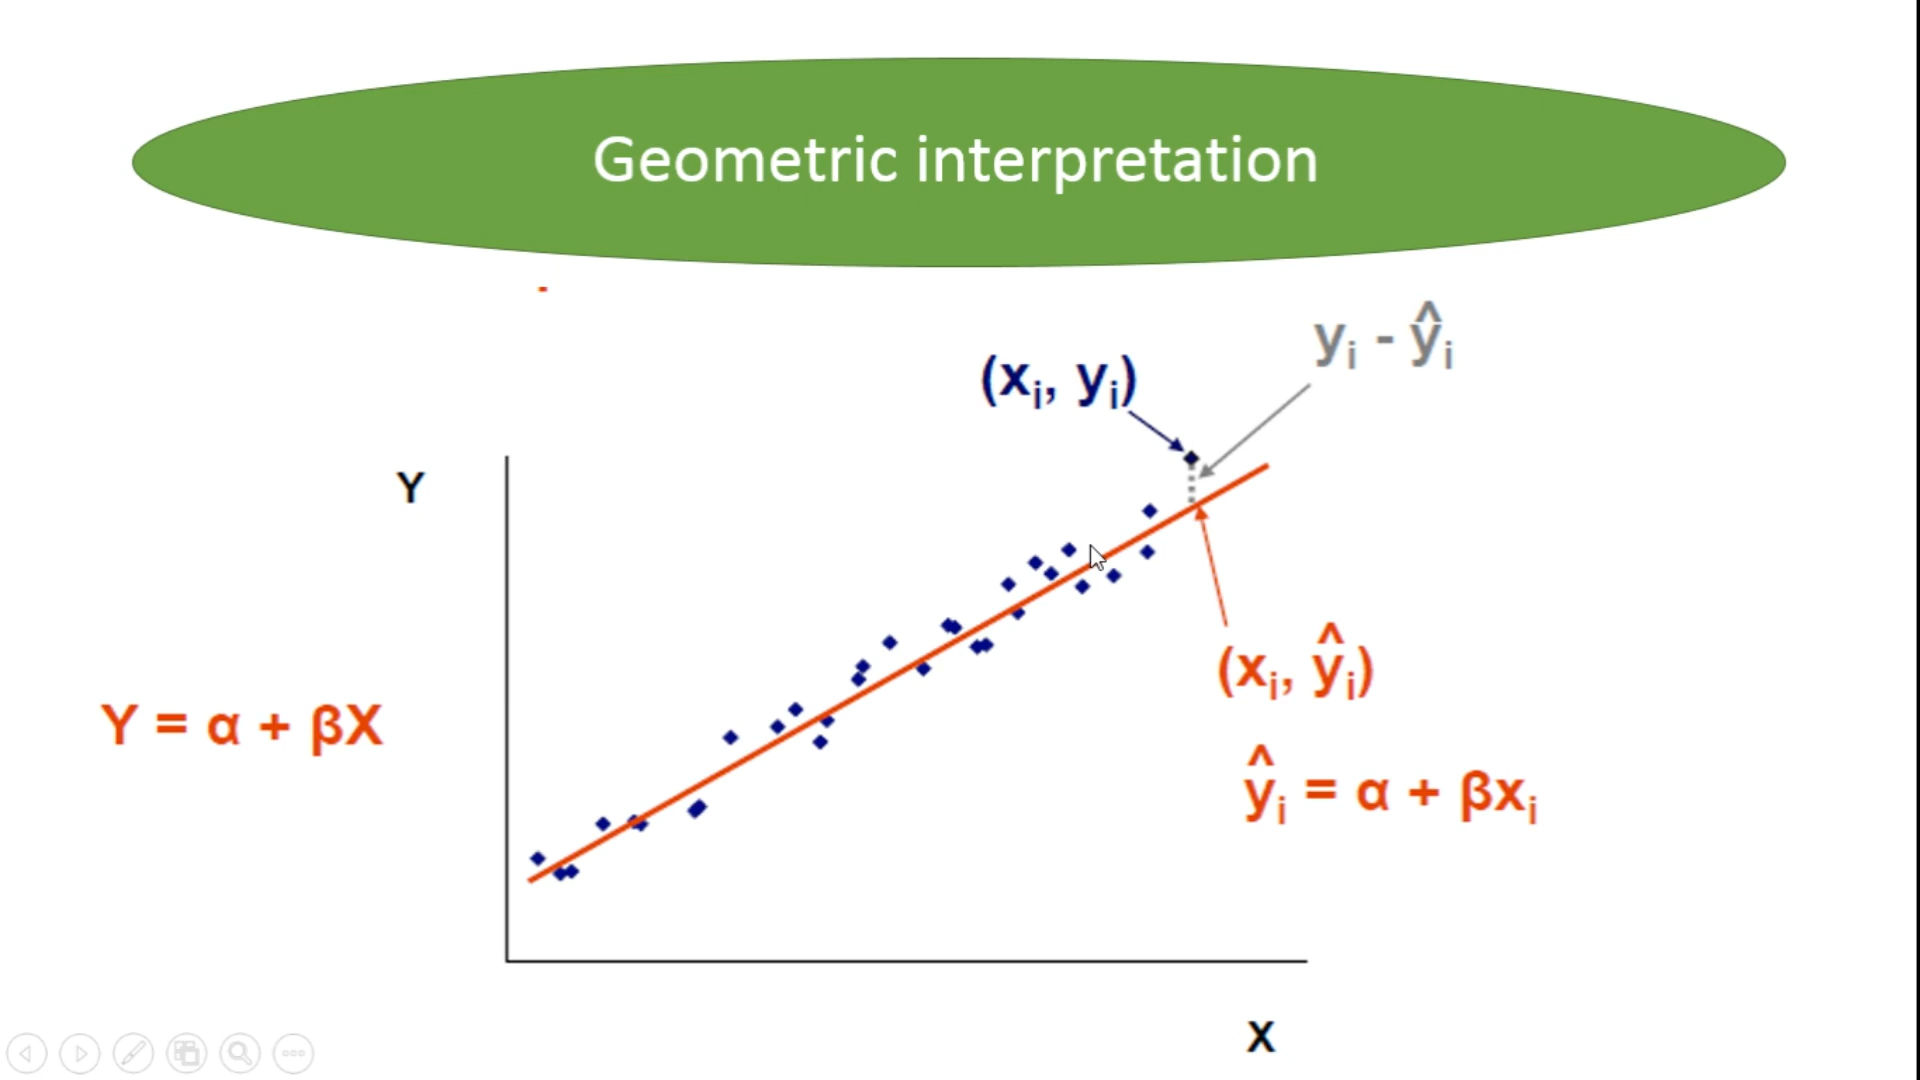 Geometric interpretation
yᵢ - ŷᵢ
(xᵢ, yᵢ)
Y
(xᵢ, ŷᵢ)
Y = α + βX
ŷᵢ = α + βxᵢ
X